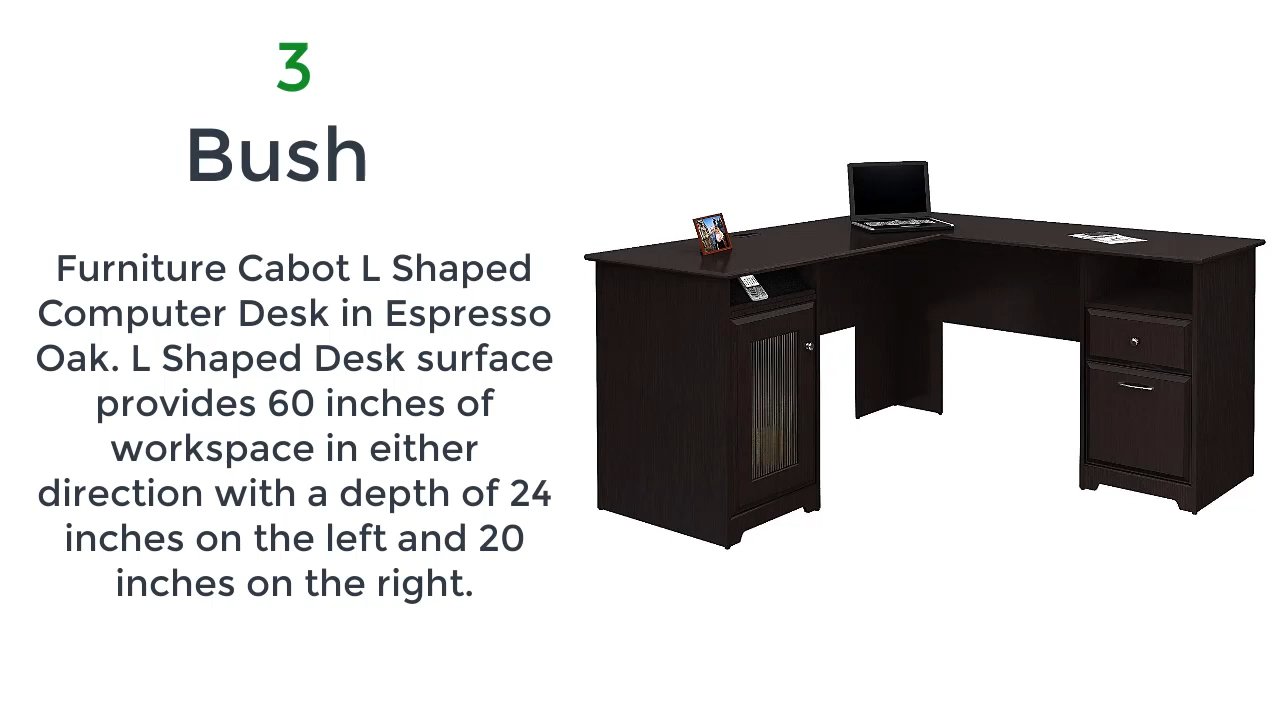 3
Bush
Furniture Cabot L Shaped
Computer Desk in Espresso
Oak. L Shaped Desk surface
provides 60 inches of
workspace in either
direction with a depth of 24
inches on the left and 20
inches on the right.